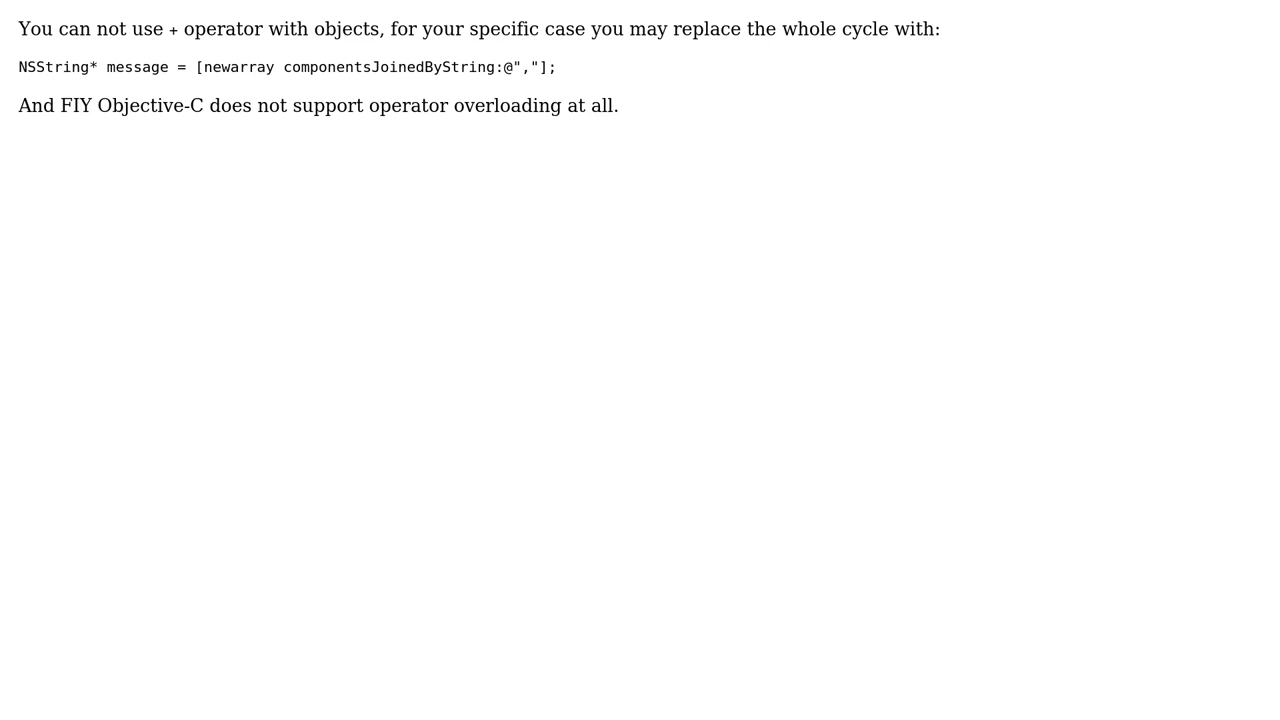 You can not use + operator with objects, for your specific case you may replace the whole cycle with:
NSString* message = [newarray componentsJoinedByString:@","];
And FIY Objective-C does not support operator overloading at all.